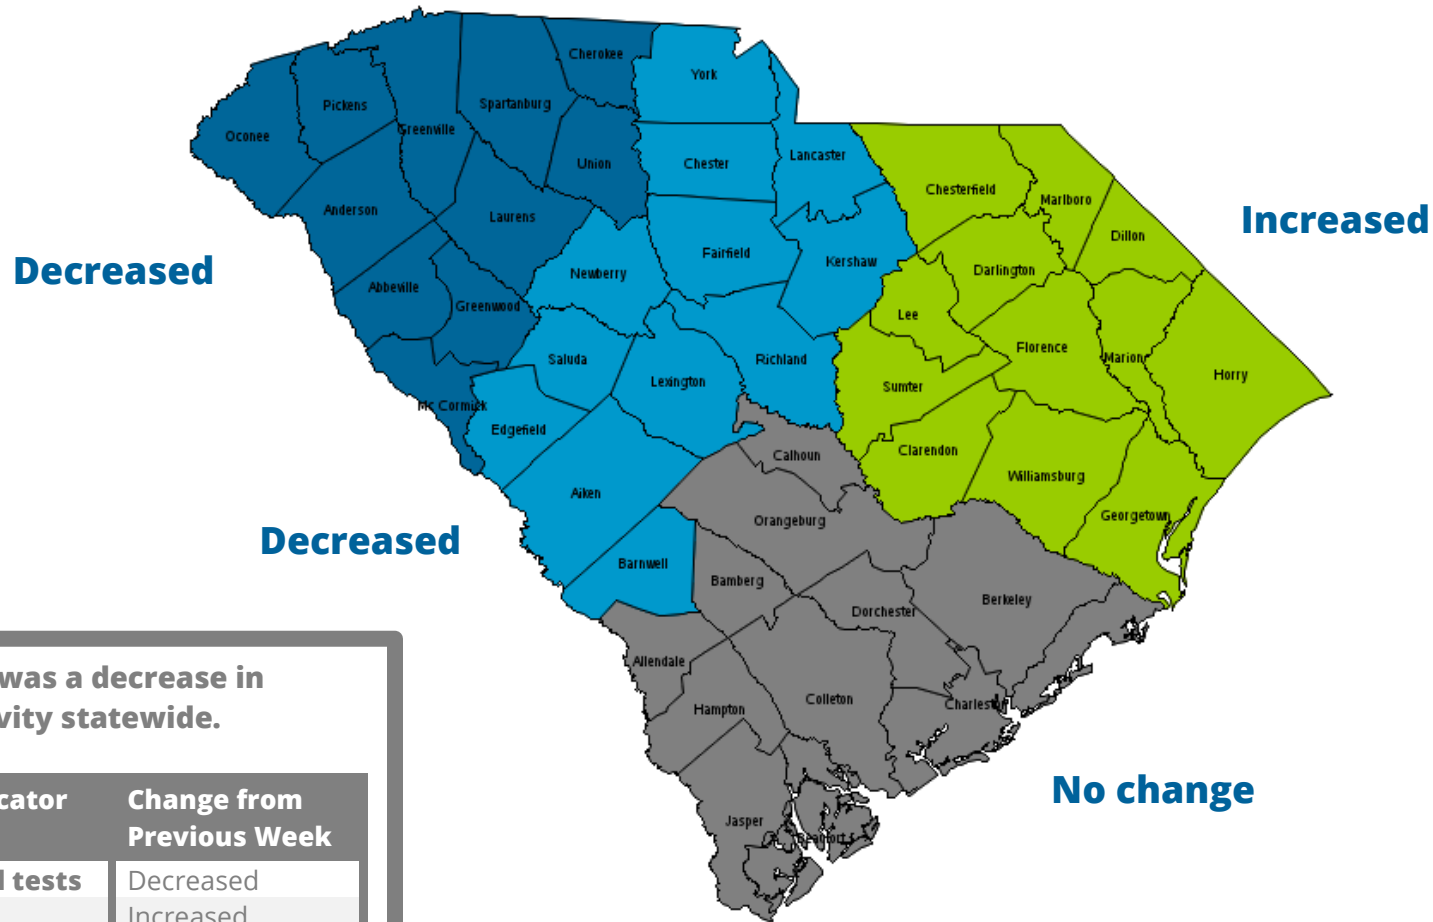 Cherokee
York
Pickens
Spartanburg
Greenville
Oconee
Union
Chester
Lancaster
Chesterfield
Marlboro
Anderson
Laurens
Increased
Dillon
Fairfield
Kershaw
Decreased
Newberry
Darlington
Abbeville
Greenwood
Lee
Florence
Saluda
Richland
Marion
Horry
Lexington
Sumter
Mc Cormick
Edgefield
Clarendon
Calhoun
Williamsburg
Aiken
Georgetown
Orangeburg
Decreased
Barnwell
Bamberg
Berkeley
Dorchester
Allendale
was a decrease in
vity statewide.
Colleton
Charleston
Hampton
No change
cator
Change from
Previous Week
Jasper
Beaufort
l tests
Decreased
Increased